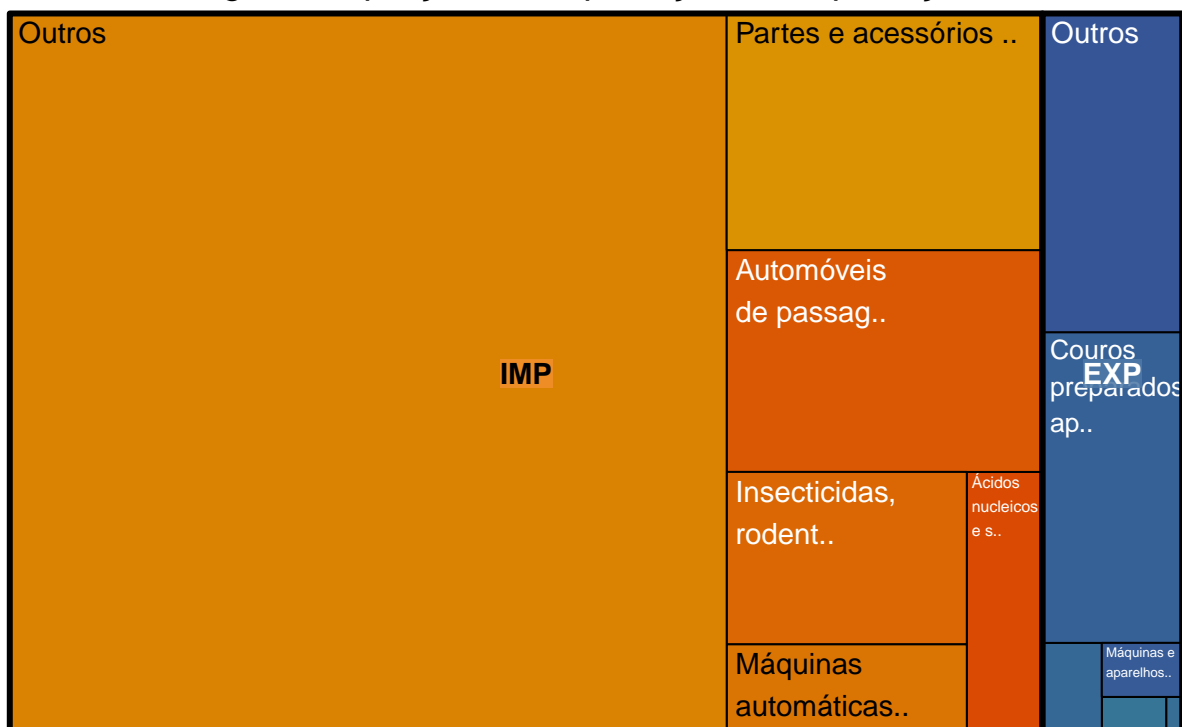 Outros
Partes e acessórios ..
Automóveis
de passag..
Insecticidas,
rodent..
Ácidos
nucleicos
e s..
Máquinas
automáticas..
IMP
Outros
Couros
preparados
ap..
EXP
Máquinas e
aparelhos..